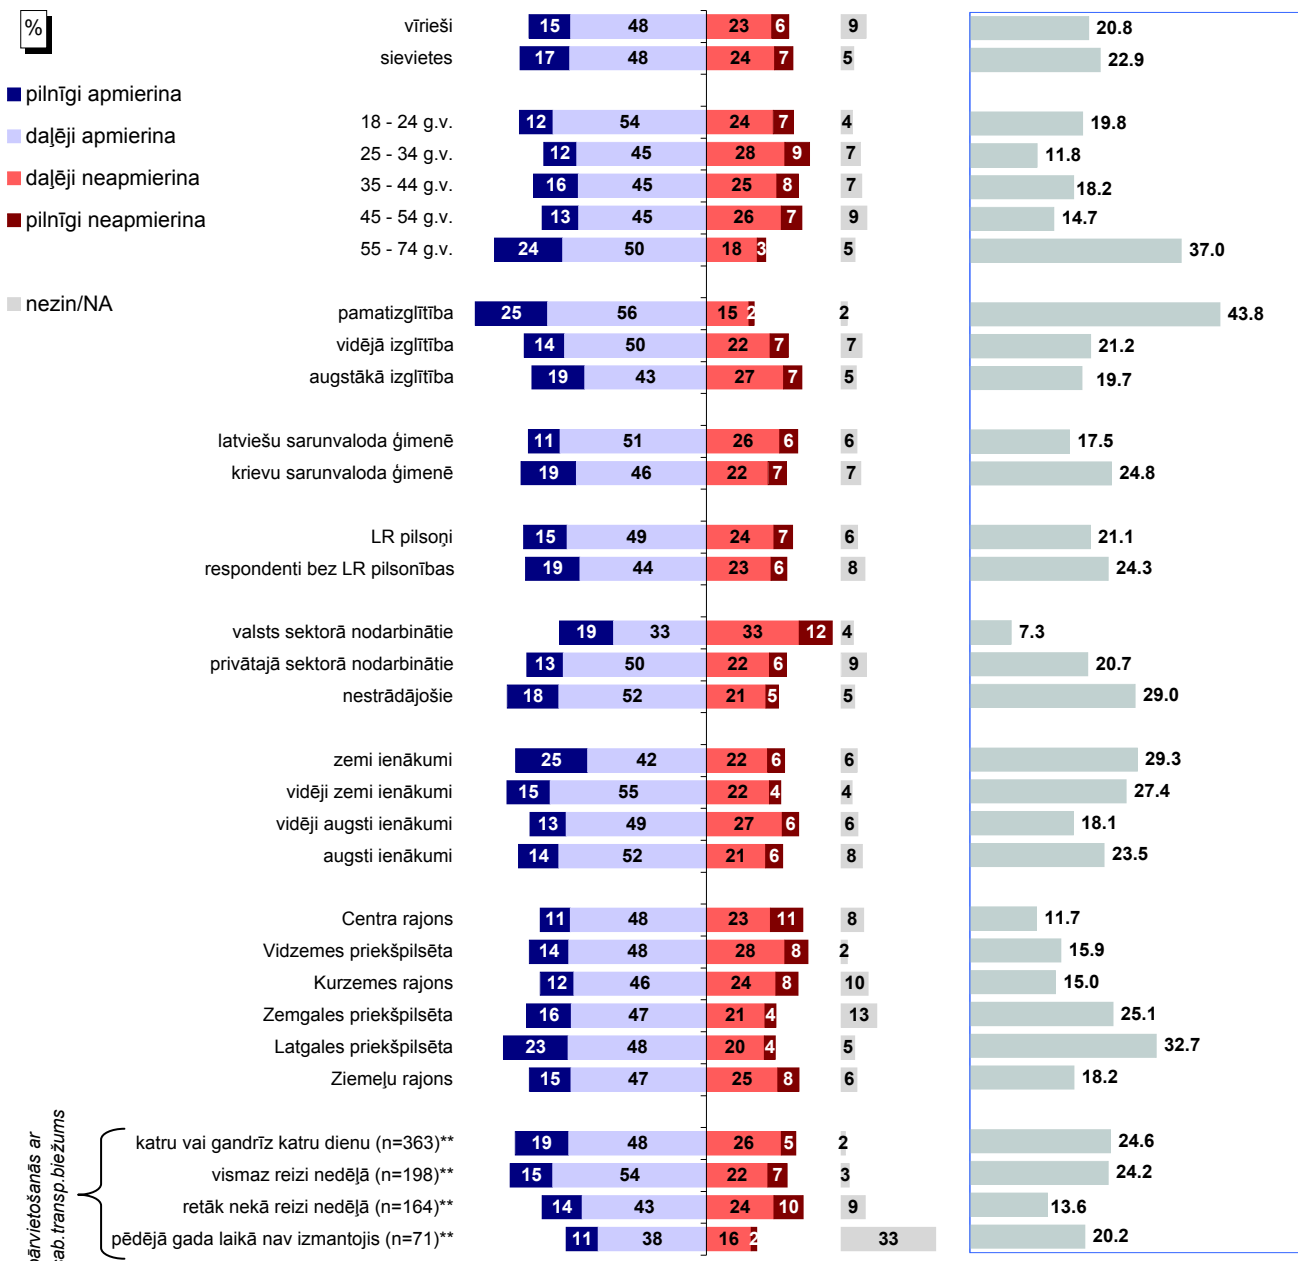 %
pilnīgi apmierina
daļēji apmierina
daļēji neapmierina
pilnīgi neapmierina
nezin/NA
vīrieši 15 48 23 6 9 20.8
sievietes 17 48 24 7 5 22.9
18 - 24 g.v. 12 54 24 7 4 19.8
25 - 34 g.v. 12 45 28 9 7 11.8
35 - 44 g.v. 16 45 25 8 7 18.2
45 - 54 g.v. 13 45 26 7 9 14.7
55 - 74 g.v. 24 50 18 3 5 37.0
pamatizglītība 25 56 15 2 2 43.8
vidējā izglītība 14 50 22 7 7 21.2
augstākā izglītība 19 43 27 7 5 19.7
latviešu sarunvaloda ģimenē 11 51 26 6 6 17.5
krievu sarunvaloda ģimenē 19 46 22 7 7 24.8
LR pilsoņi 15 49 24 7 6 21.1
respondenti bez LR pilsonības 19 44 23 6 8 24.3
valsts sektorā nodarbinātie 19 33 33 12 4 7.3
privātajā sektorā nodarbinātie 13 50 22 6 9 20.7
nestrādājošie 18 52 21 5 5 29.0
zemi ienākumi 25 42 22 6 6 29.3
vidēji zemi ienākumi 15 55 22 4 4 27.4
vidēji augsti ienākumi 13 49 27 6 6 18.1
augsti ienākumi 14 52 21 6 8 23.5
Centra rajons 11 48 23 11 8 11.7
Vidzemes priekšpilsēta 14 48 28 8 2 15.9
Kurzemes rajons 12 46 24 8 10 15.0
Zemgales priekšpilsēta 16 47 21 4 13 25.1
Latgales priekšpilsēta 23 48 20 4 5 32.7
Ziemeļu rajons 15 47 25 8 6 18.2
pārvietošanās ar
sab.transp.biežums
katru vai gandrīz katru dienu (n=363)** 19 48 26 5 2 24.6
vismaz reizi nedēļā (n=198)** 15 54 22 7 3 24.2
retāk nekā reizi nedēļā (n=164)** 14 43 24 10 9 13.6
pēdējā gada laikā nav izmantojis (n=71)** 11 38 16 2 33 20.2